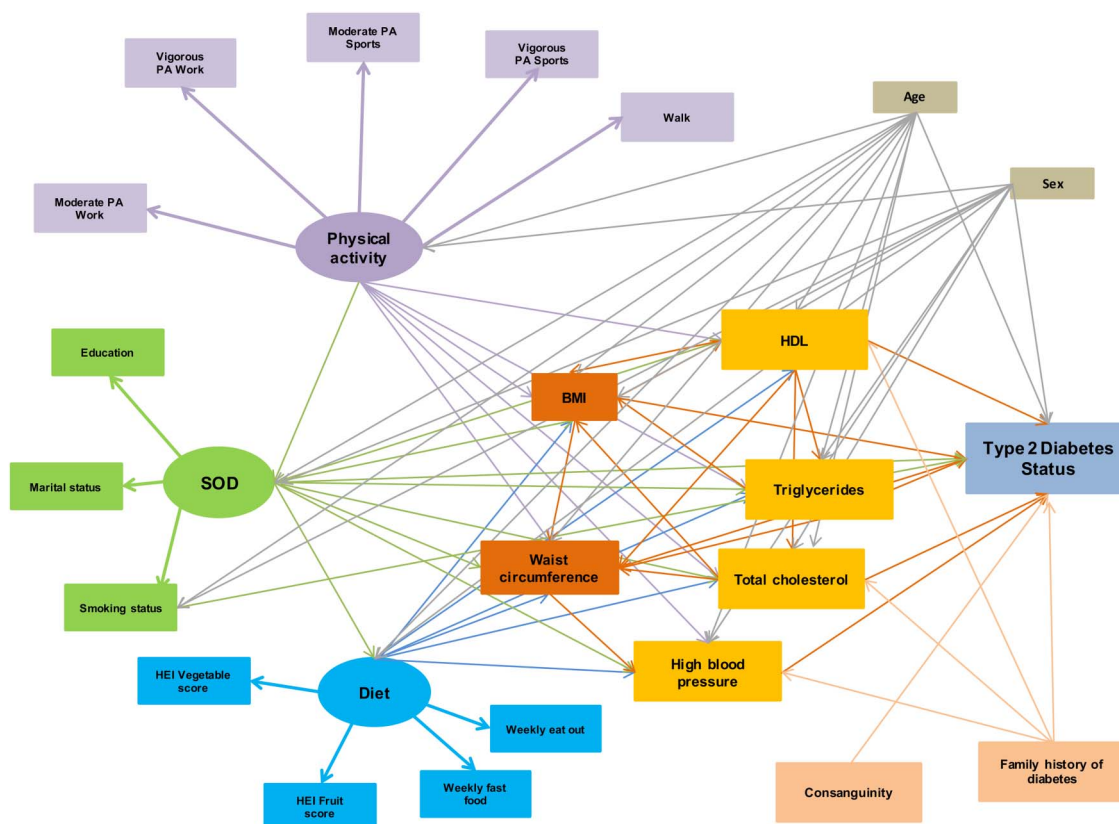 Moderate PA
Sports
Vigorous
PA Work
Vigorous
PA Sports
Age
Walk
Sex
Moderate PA
Work
Physical
activity
Education
HDL
BMI
Type 2 Diabetes
Status
Marital status
SOD
Triglycerides
Waist
circumference
Total cholesterol
Smoking status
High blood
pressure
HEI Vegetable
score
Diet
Weekly eat out
Family history of
diabetes
HEI Fruit
score
Weekly fast
food
Consanguinity